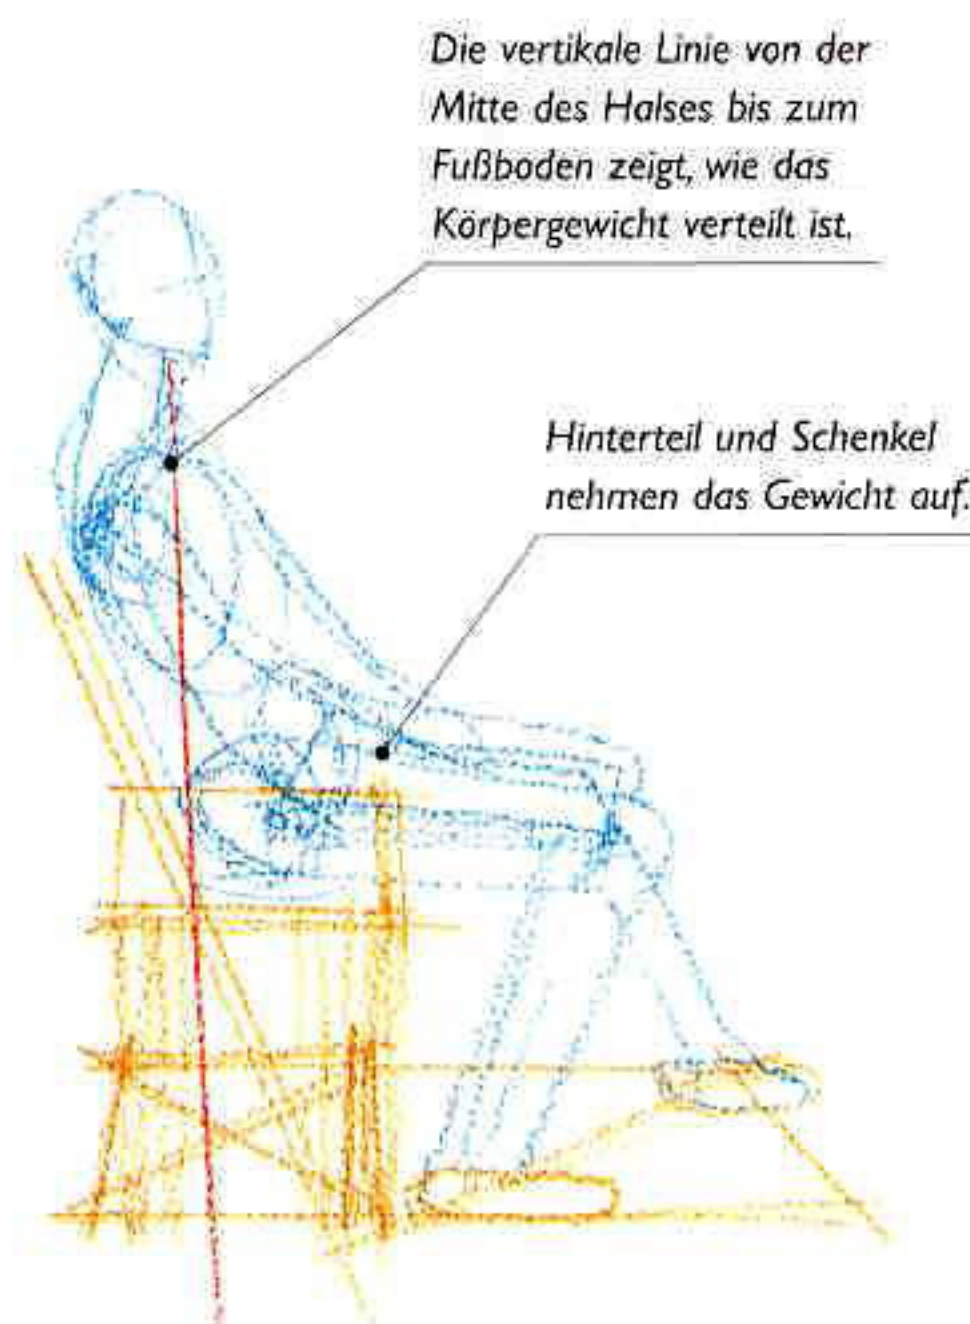 Die vertikale Linie von der
Mitte des Halses bis zum
Fußboden zeigt, wie das
Körpergewicht verteilt ist.
Hinterteil und Schenkel
nehmen das Gewicht auf.